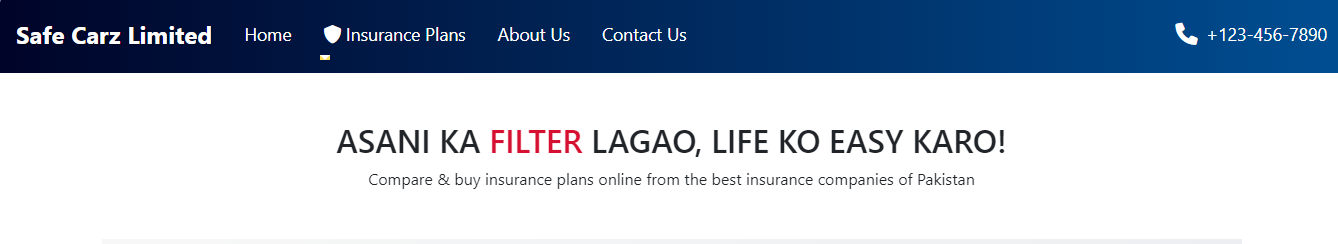 Safe Carz Limited Home Insurance Plans About Us Contact Us +123-456-7890
ASANI KA FILTER LAGAO, LIFE KO EASY KARO!
Compare & buy insurance plans online from the best insurance companies of Pakistan